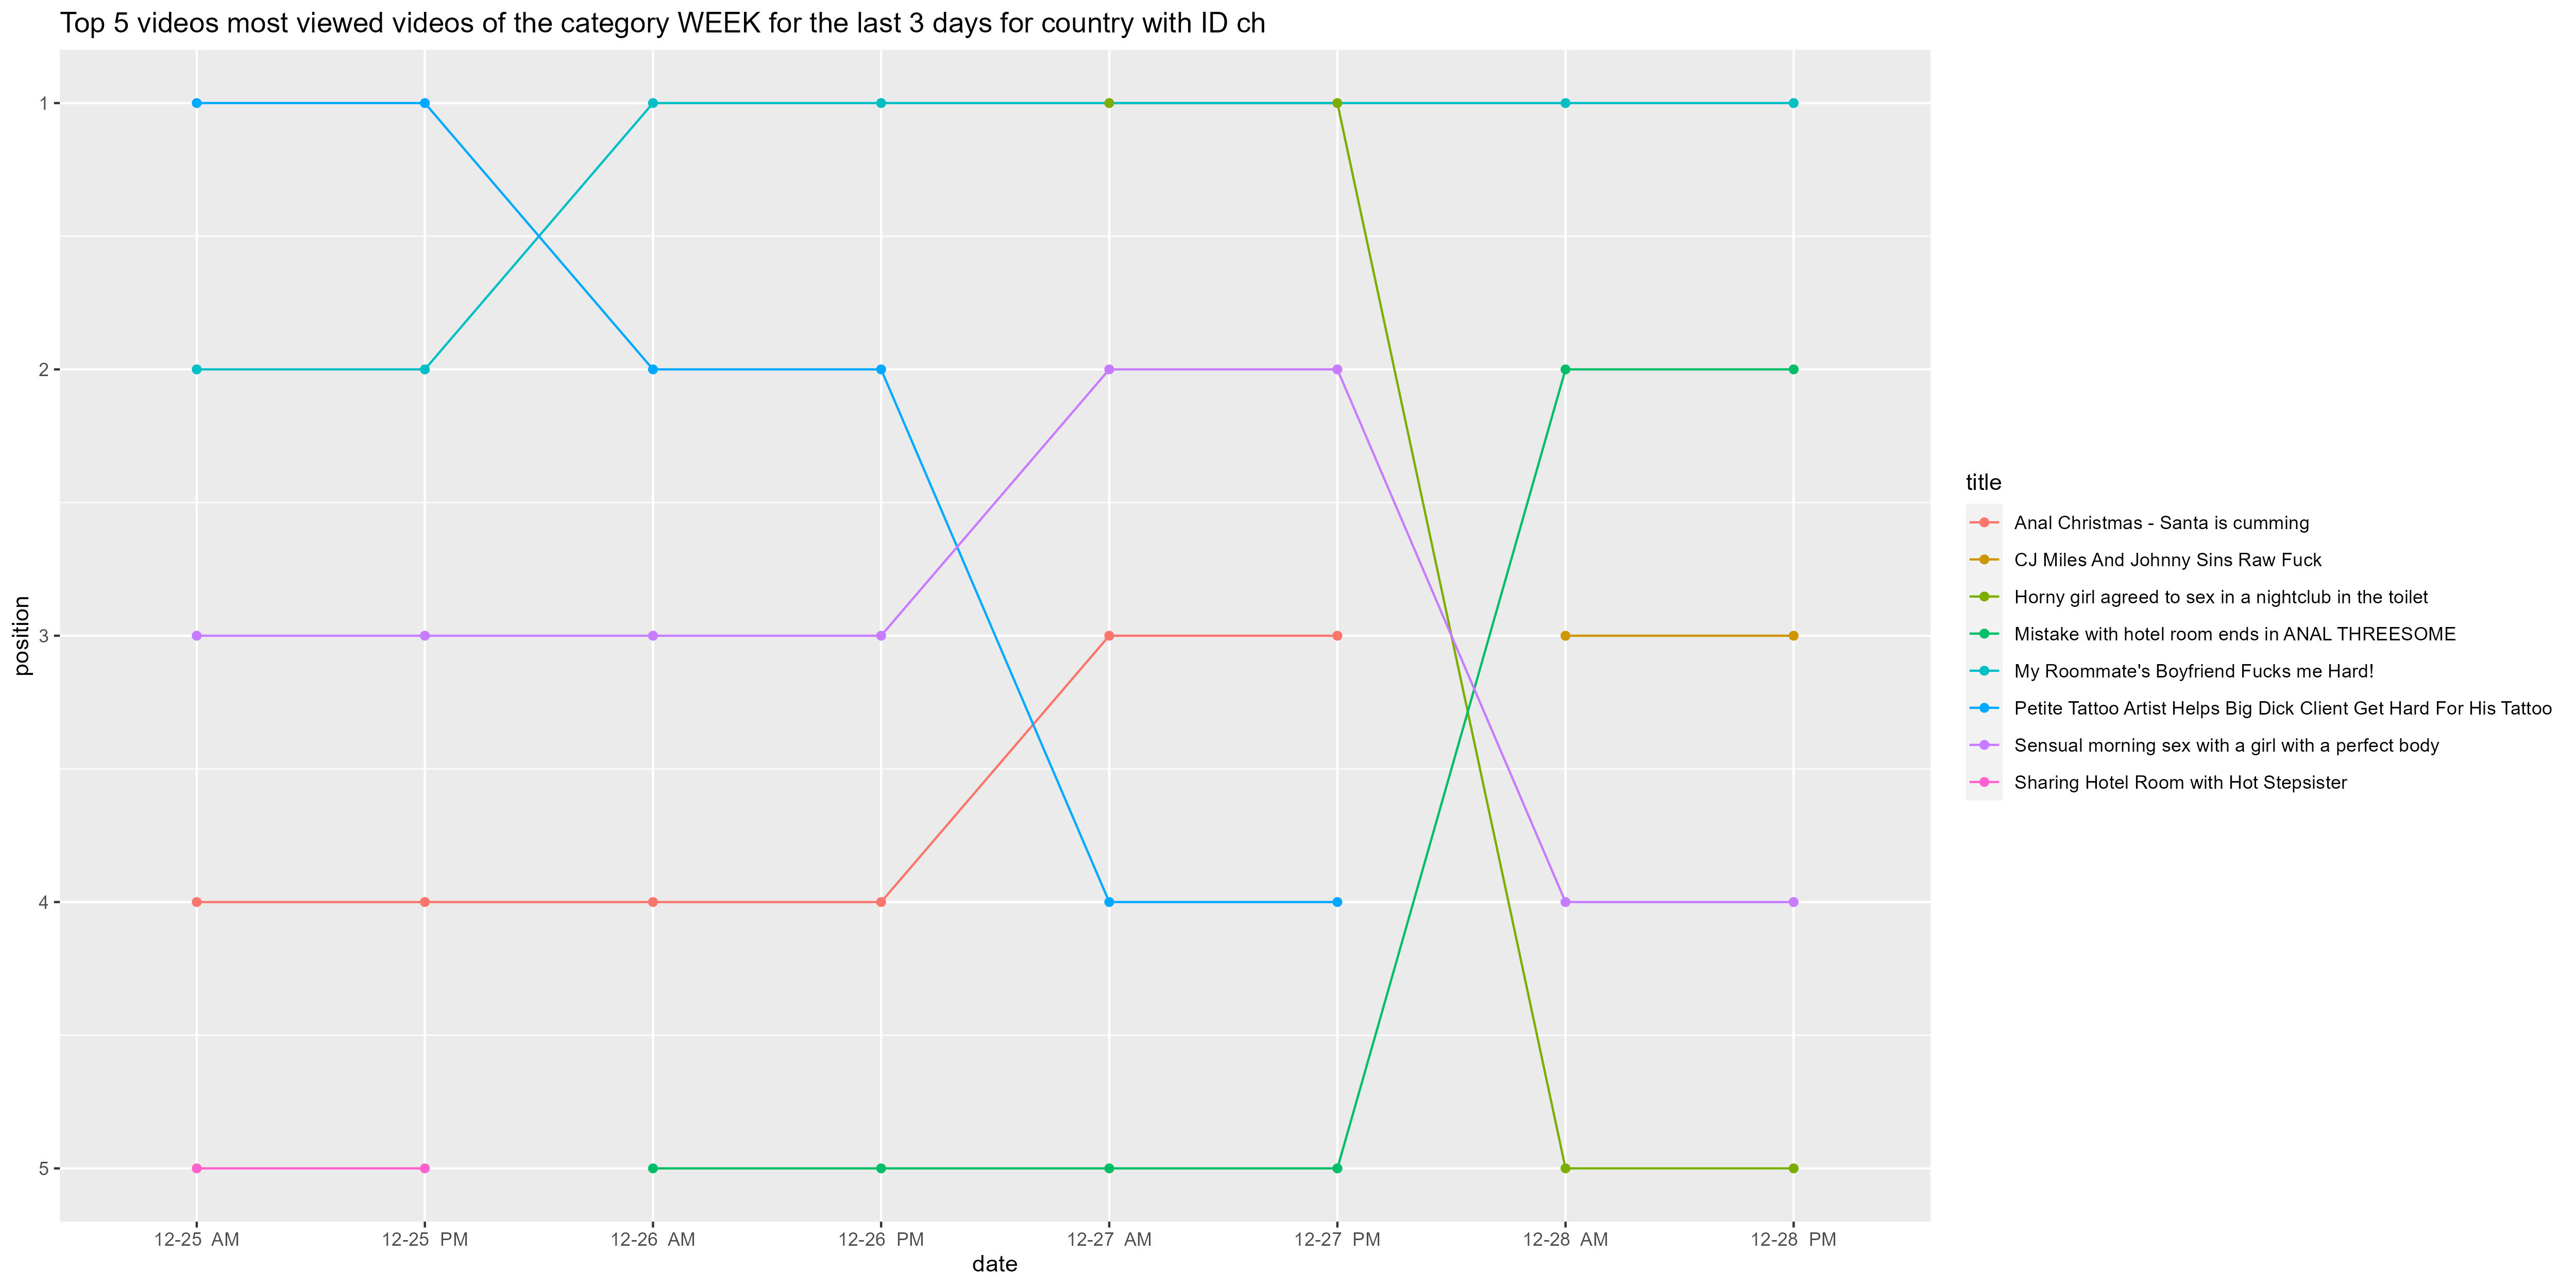 Top 5 videos most viewed videos of the category WEEK for the last 3 days for country with ID ch
position
1
2
3
4
5
12-25 AM
12-25 PM
12-26 AM
12-26 PM
12-27 AM
12-27 PM
12-28 AM
12-28 PM
date
title
Anal Christmas - Santa is cumming
CJ Miles And Johnny Sins Raw Fuck
Horny girl agreed to sex in a nightclub in the toilet
Mistake with hotel room ends in ANAL THREESOME
My Roommate's Boyfriend Fucks me Hard!
Petite Tattoo Artist Helps Big Dick Client Get Hard For His Tattoo
Sensual morning sex with a girl with a perfect body
Sharing Hotel Room with Hot Stepsister